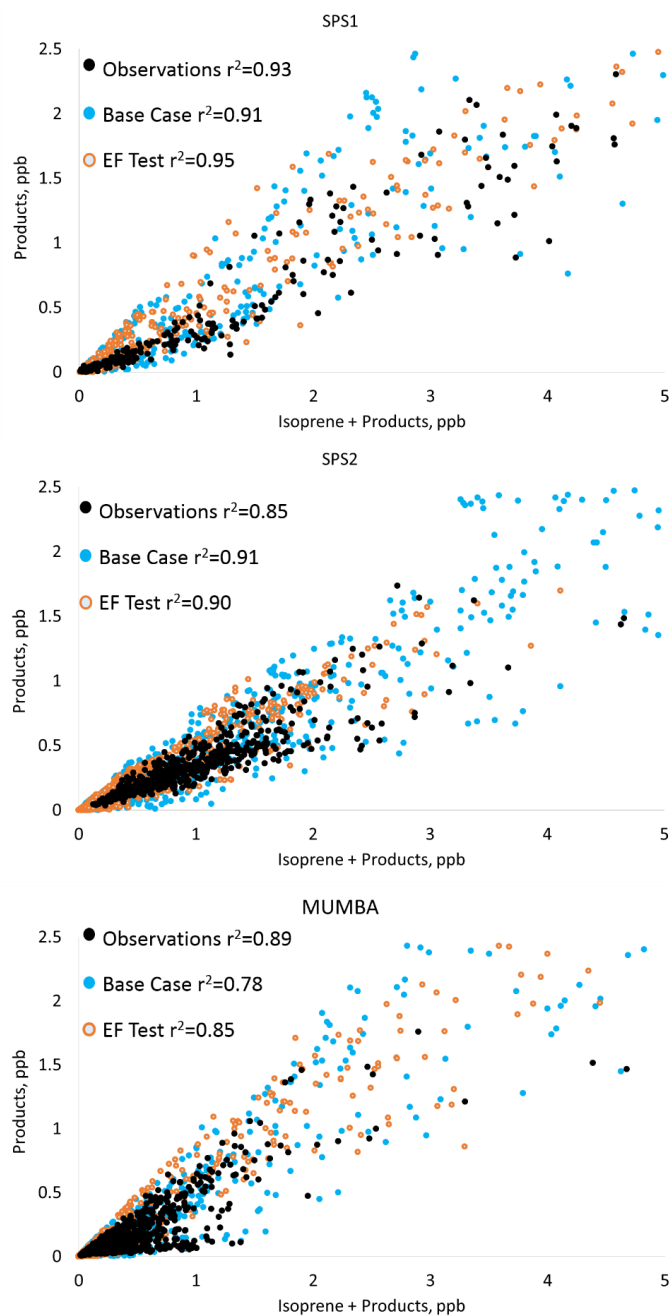 SPS1
2.5
Observations r²=0.93
2
Base Case r²=0.91
EF Test r²=0.95
1.5
Products, ppb
1
0.5
0
0 1 2 3 4 5
Isoprene + Products, ppb
SPS2
2.5
Observations r²=0.85
2
Base Case r²=0.91
EF Test r²=0.90
1.5
Products, ppb
1
0.5
0
0 1 2 3 4 5
Isoprene + Products, ppb
MUMBA
2.5
Observations r²=0.89
2
Base Case r²=0.78
EF Test r²=0.85
1.5
Products, ppb
1
0.5
0
0 1 2 3 4 5
Isoprene + Products, ppb